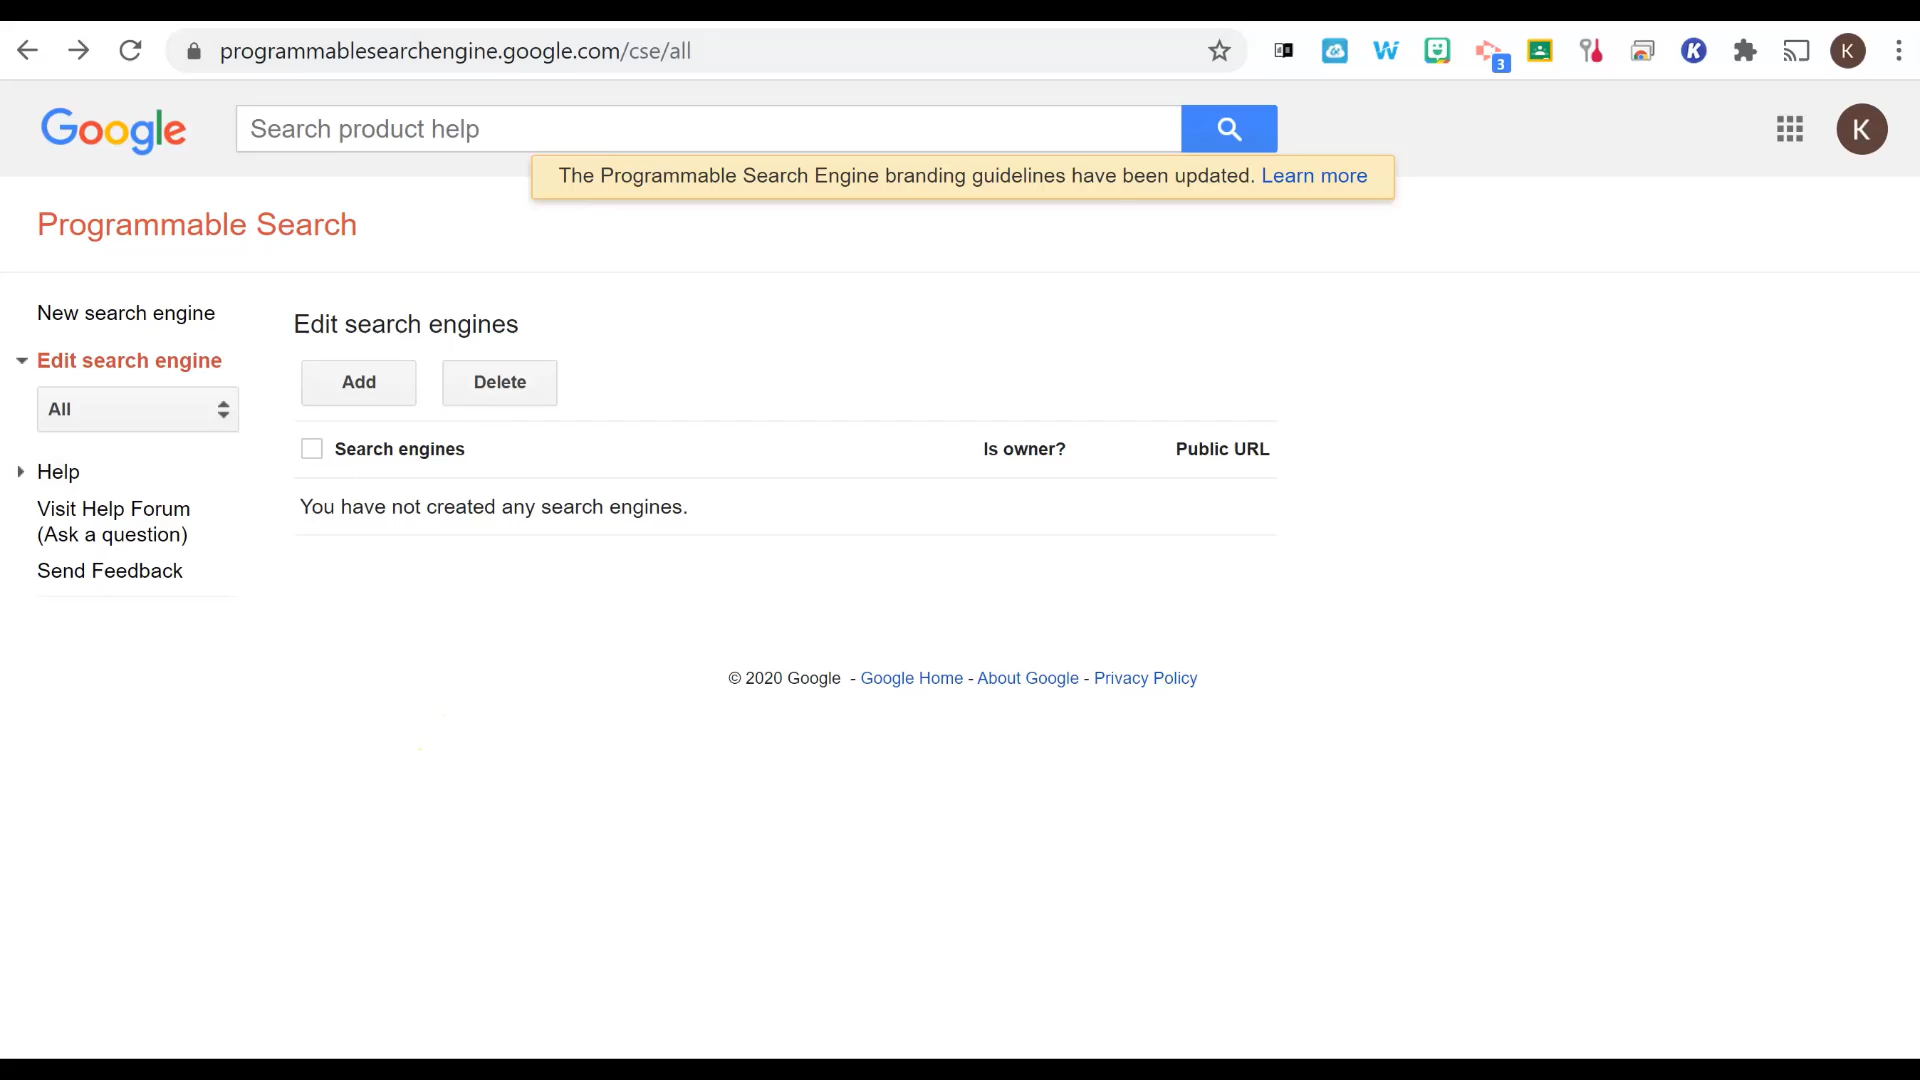 programmablesearchengine.google.com/cse/all
3
K
K
Google
Search product help
K
The Programmable Search Engine branding guidelines have been updated. Learn more
Programmable Search
New search engine
Edit search engine
All
Help
Visit Help Forum
(Ask a question)
Send Feedback
Edit search engines
Add
Delete
Search engines Is owner? Public URL
You have not created any search engines.
© 2020 Google - Google Home - About Google - Privacy Policy